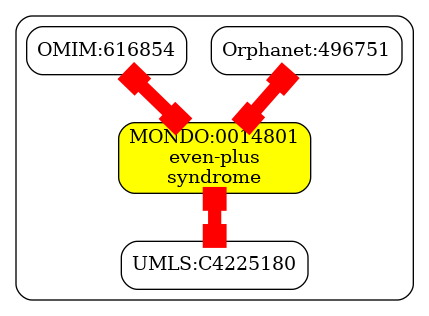 OMIM:616854
Orphanet:496751
MONDO:0014801
even-plus
syndrome
UMLS:C4225180